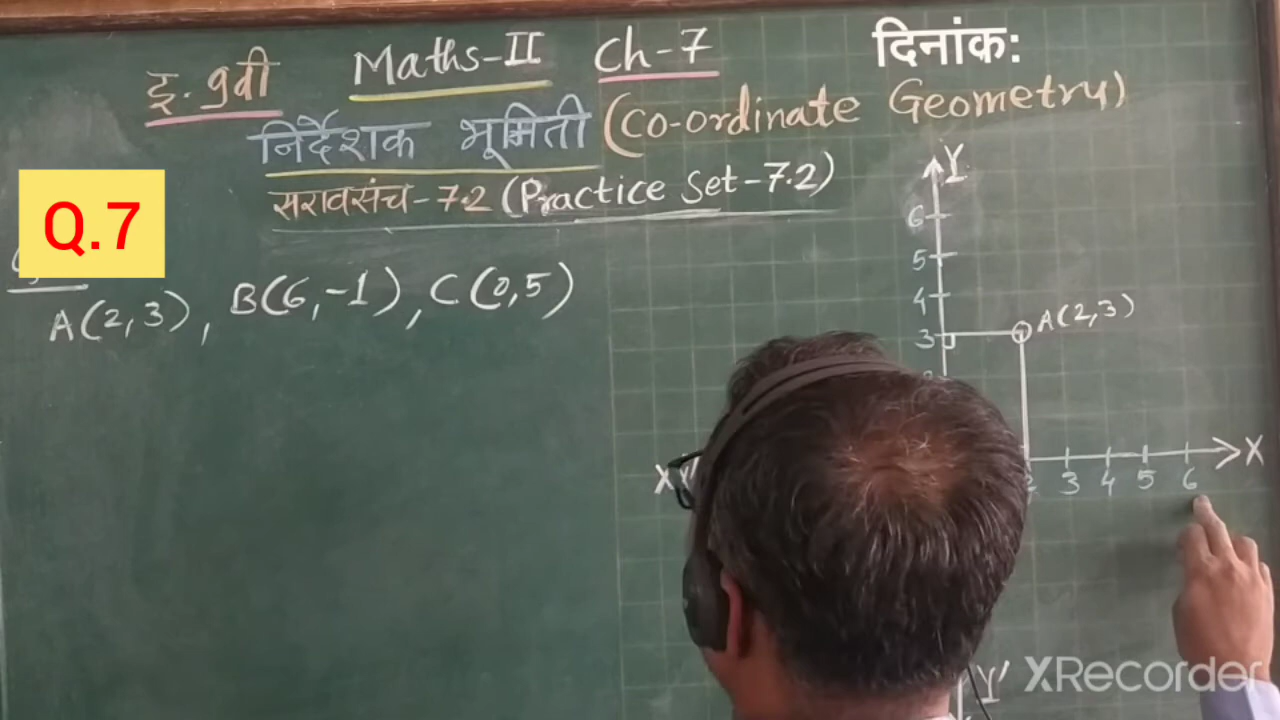 इ. 9वी Maths-II Ch-7 दिनांक:
निर्देशक भूमिती (Co-ordinate Geometry)
सरावसंच-7.2 (Practice Set-7.2)
Q.7
A(2,3), B(6,-1), C(0,5)
Y
6
5
4
3
A(2,3)
X
2 3 4 5 6
X'
Y'
XRecorder